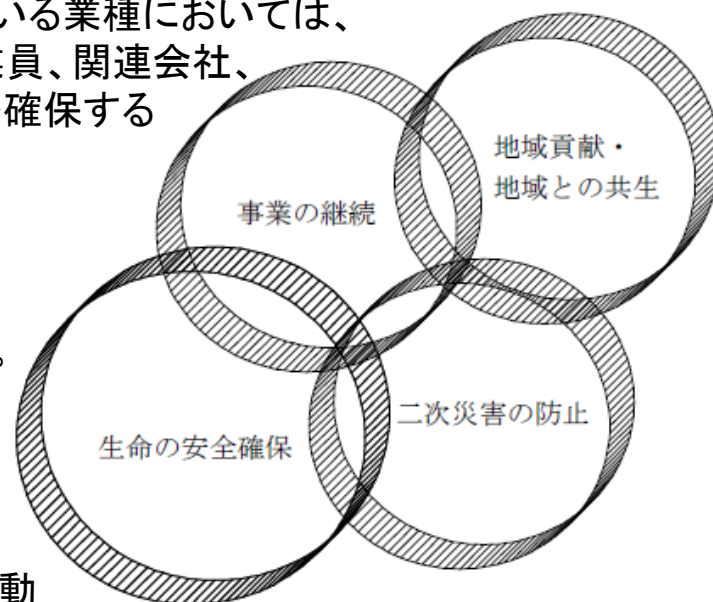 いる業種においては、
業員、関連会社、
確保する
地域貢献・
地域との共生
事業の継続
。
二次災害の防止
生命の安全確保
動